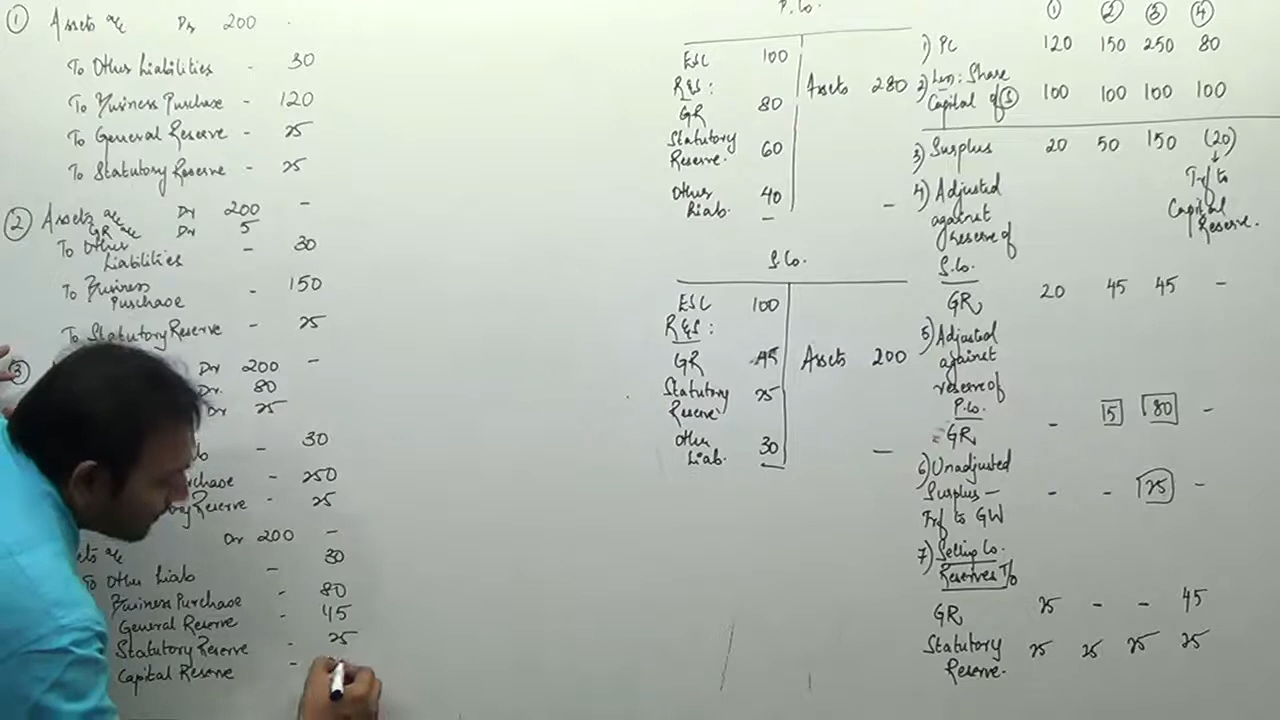 ① Assets a/c Dr 200
To Other Liabilities - 30
To Business Purchase - 120
To General Reserve - 25
To Statutory Reserve - 25
② Assets a/c Dr 200 -
GR a/c Dr 5
To Other - 30
Liabilities
To Business - 150
Purchase
To Statutory Reserve - 25
③ Dr 200 -
Dr. 80
Dr 25
- 30
- 250
Reserve - 25
a/c Dr 200 -
To Other Liab - 30
Business Purchase - 80
General Reserve - 45
Statutory Reserve - 25
Capital Reserve -
P. Co.
ESC 100
R&S:
GR 80
Assets 280
Statutory 60
Reserve.
Other 40
Liab. - -
S. Co.
ESC 100
R&S:
GR 45
Assets 200
Statutory 25
Reserve
Other 30
Liab. -
① ② ③ ④
1) PC 120 150 250 80
2) Less: Share
Capital of Ⓢ 100 100 100 100
3) Surplus 20 50 150 (20)
↓
Trf to
Capital
Reserve.
4) Adjusted
against
reserve of
S. Co.
GR 20 45 45 -
5) Adjusted
against
reserve of
P. Co.
GR - 5 80 -
6) Unadjusted
Surplus - - - 25 -
Trf to GW
7) Selling Co.
Reserves T/o
GR 25 - - 45
Statutory 25 25 25 25
Reserve.